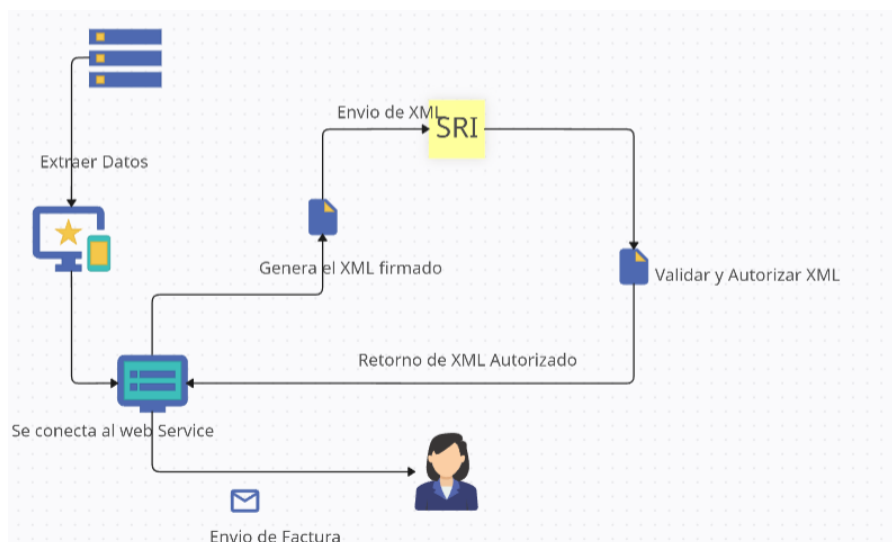 Envio de XML
SRI
Extraer Datos
Genera el XML firmado
Validar y Autorizar XML
Retorno de XML Autorizado
Se conecta al web Service
Envio de Factura